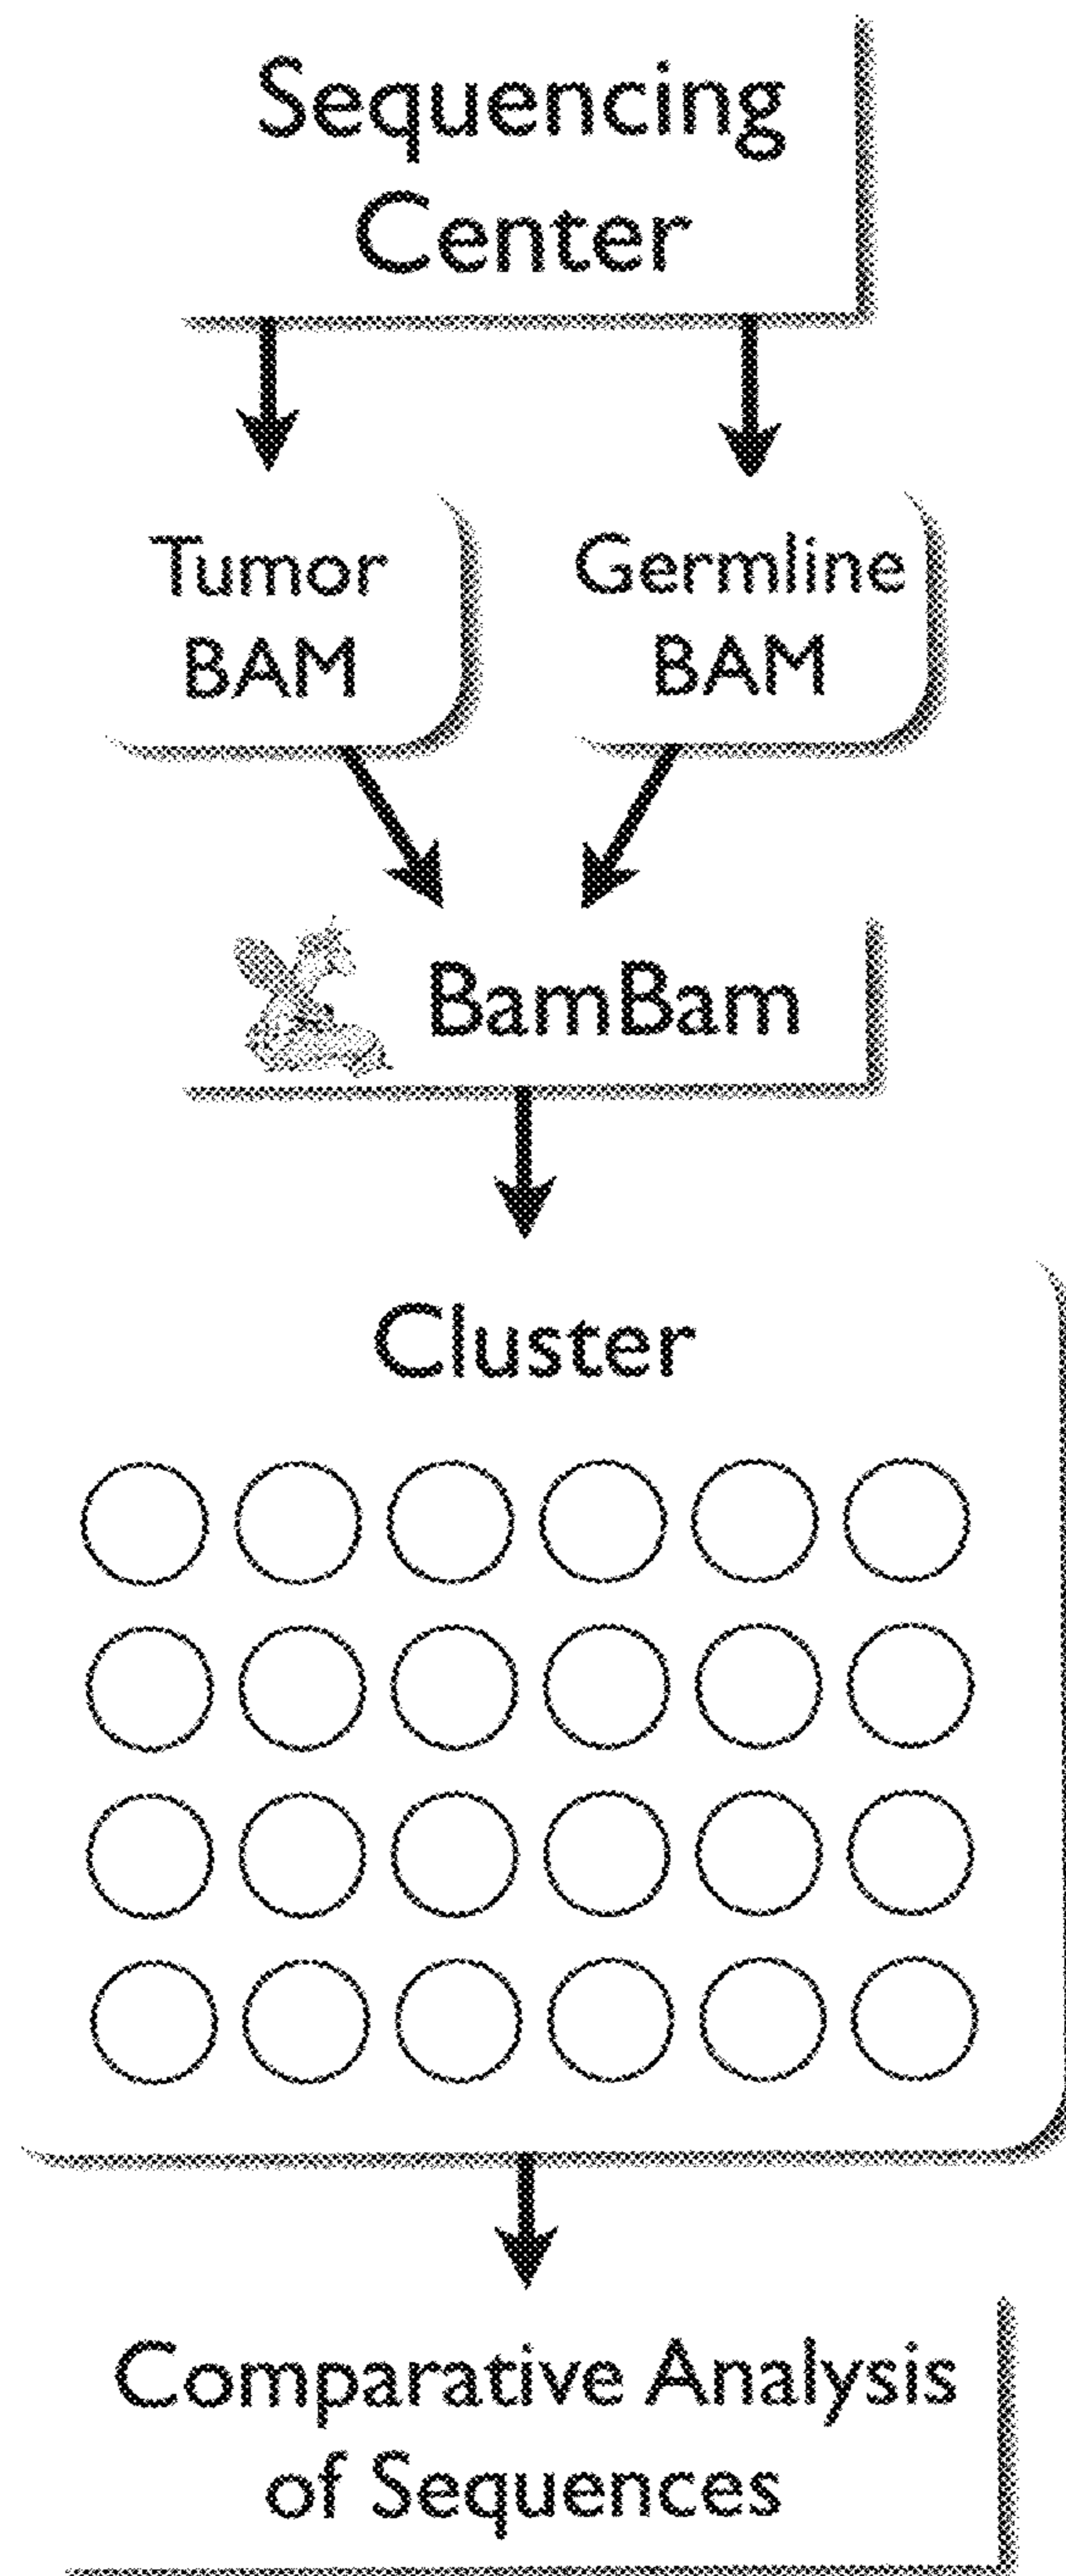 Sequencing
Center
Tumor
BAM
Germline
BAM
BamBam
Cluster
Comparative Analysis
of Sequences